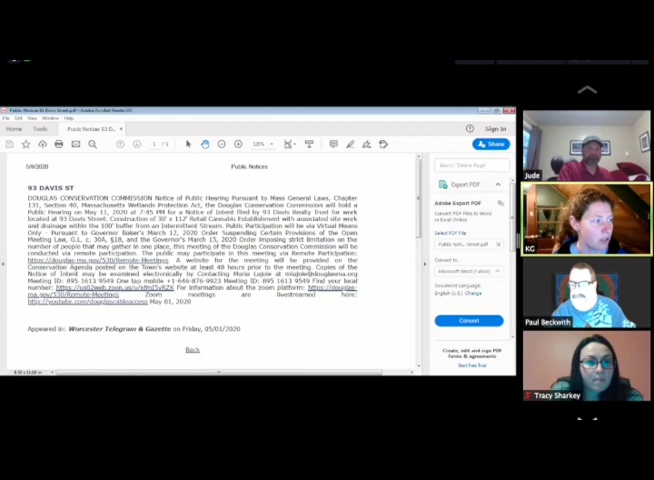 Public Notices 93 Davis Street.pdf - Adobe Acrobat Reader DC
File Edit View Window Help
Home Tools Public Notices 93 D... ×
Sign In
1 / 1
125%
Share
5/9/2020 Public Notices
93 DAVIS ST
DOUGLAS CONSERVATION COMMISSION Notice of Public Hearing Pursuant to Mass General Laws, Chapter
131, Section 40, Massachusetts Wetlands Protection Act, the Douglas Conservation Commission will hold a
Public Hearing on May 11, 2020 at 7:45 PM for a Notice of Intent filed by 93 Davis Realty Trust for work
located at 93 Davis Street. Construction of 30' x 112' Retail Cannabis Establishment with associated site work
and drainage within the 100' buffer from an Intermittent Stream. Public Participation will be via Virtual Means
Only - Pursuant to Governor Baker's March 12, 2020 Order Suspending Certain Provisions of the Open
Meeting Law, G.L. c. 30A, §18, and the Governor's March 15, 2020 Order imposing strict limitation on the
number of people that may gather in one place, this meeting of the Douglas Conservation Commission will be
conducted via remote participation. The public may participate in this meeting via Remote Participation:
https://douglas-ma.gov/530/Remote-Meetings. A website for the meeting will be provided on the
Conservation Agenda posted on the Town's website at least 48 hours prior to the meeting. Copies of the
Notice of Intent may be examined electronically by Contacting Maria Lajoie at mlajoie@douglasma.org
Meeting ID: 895 1613 9549 One tap mobile +1-646-876-9923 Meeting ID: 895 1613 9549 Find your local
For information about the zoom platform: https://douglas-
ma.gov/530/Remote-Meetings Zoom meetings are livestreamed here:
http://youtube.com/douglascableaccess May 01, 2020
Appeared in: Worcester Telegram & Gazette on Friday, 05/01/2020
Back
8.50 x 11.00 in
Search 'Delete Page'
Export PDF
Adobe Export PDF
Convert PDF Files to Word
or Excel Online
Select PDF File
Public Notic...Street.pdf ×
Convert to
Microsoft Word (*.docx)
Document Language:
English (U.S.) Change
Convert
Create, edit and sign PDF
forms & agreements
Start Free Trial
Jude
KG
Paul Beckwith
Tracy Sharkey